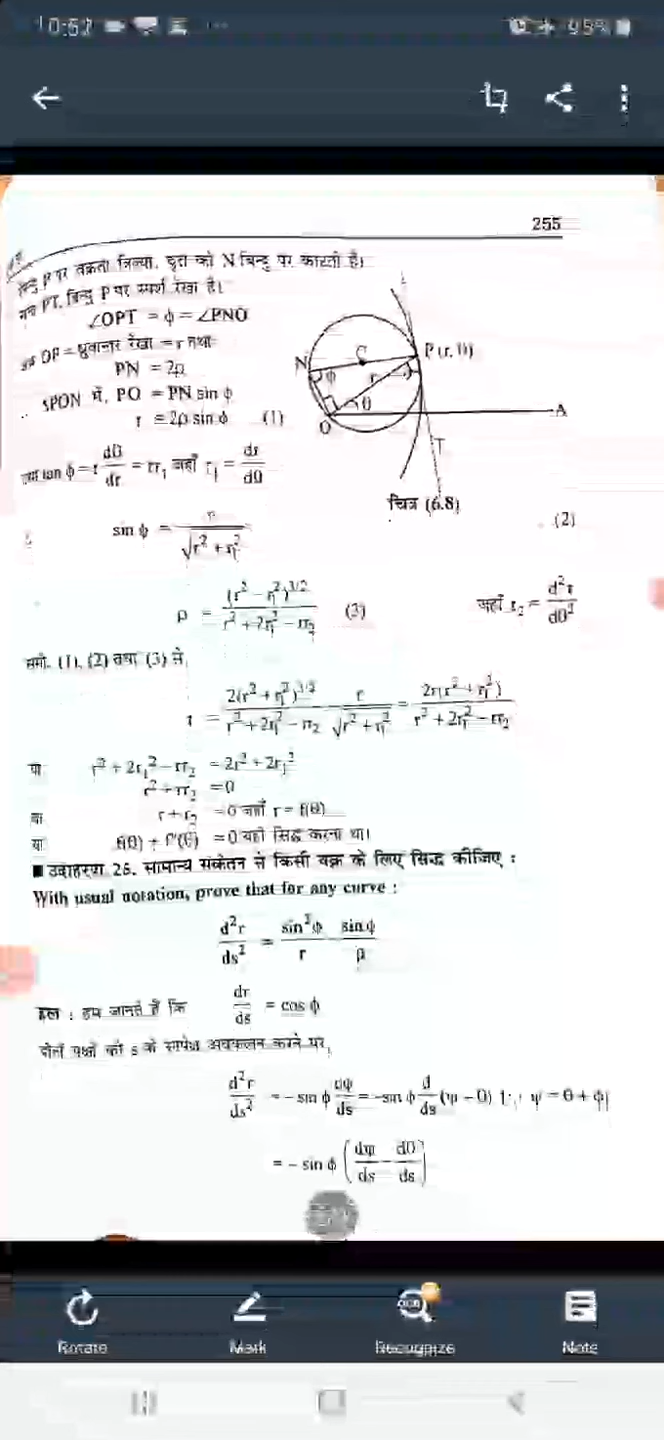 255
बिन्दु P पर वक्रता त्रिज्या, वृत्त को N बिन्दु पर काटती है।
PT, बिन्दु P पर स्पर्श रेखा है।
∠OPT = ϕ = ∠PNO
OP = ध्रुवान्तर रेखा = r तथा
PN = 2ρ
में, PO = PN sin ϕ
r = 2ρ sin ϕ (1)
tan ϕ = r dθ/dr = rr₁ जहाँ r₁ = dr/dθ
N
C
P (r, θ)
ϕ
r
θ
O
A
T
चित्र (6.8)
sin ϕ = r/√(r² + r₁²) (2)
ρ = (r² - r₁²)^3/2 / (r² + 2r₁² − rr₂) (3) जहाँ r₂ = d²r/dθ²
समी. (1), (2) तथा (3) से,
r = 2(r² + r₁²)^3/2 / (r² + 2r₁² − rr₂) r/√(r² + r₁²) = 2r(r² + r₁²) / (r² + 2r₁² − rr₂)
या r² + 2r₁² − rr₂ = 2r² + 2r₁²
r² + rr₂ = 0
या r + r₂ = 0 जहाँ r = f(θ)
या f(θ) + f''(θ) = 0 यही सिद्ध करना था।
■ उदाहरण 26. सामान्य संकेतन से किसी वक्र के लिए सिद्ध कीजिए :
With usual notation, prove that for any curve :
d²r/ds² = sin²ϕ/r sin ϕ/ρ
हल : हम जानते हैं कि dr/ds = cos ϕ
दोनों पक्षों को s के सापेक्ष अवकलन करने पर,
d²r/ds² = − sin ϕ dϕ/ds = −sin ϕ d/ds (ψ − θ) [∵ ψ = θ + ϕ]
= − sin ϕ (dψ/ds dθ/ds)
Rotate
Mark
Recognize
Note